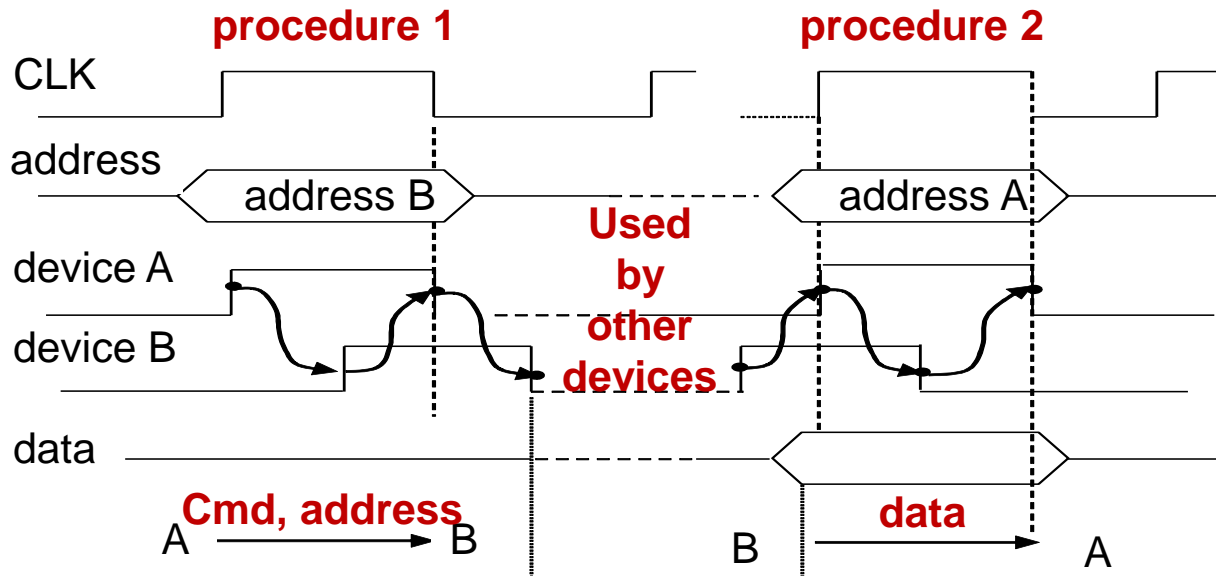 procedure 1
procedure 2
CLK
address
address B
address A
Used
by
other
devices
device A
device B
data
Cmd, address
A
B
data
B
A